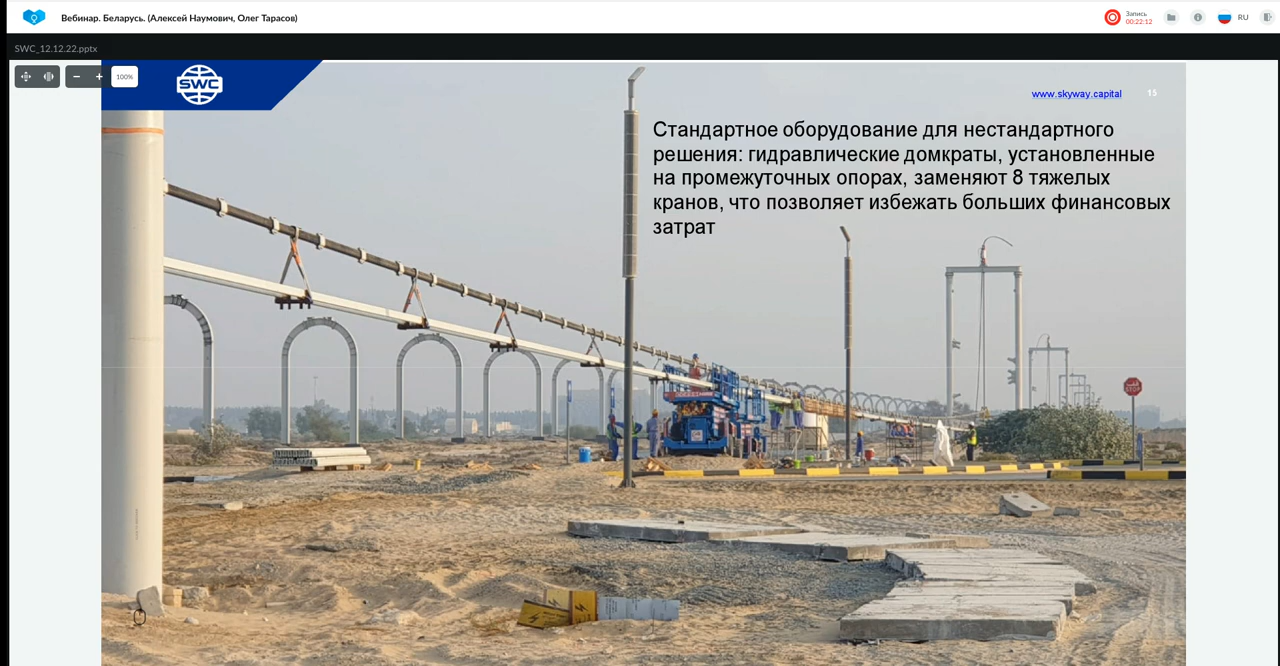 Вебинар. Беларусь. (Алексей Наумович, Олег Тарасов)
Запись
00:22:12
RU
SWC_12.12.22.pptx
100%
SWC
www.skyway.capital
15
Стандартное оборудование для нестандартного
решения: гидравлические домкраты, установленные
на промежуточных опорах, заменяют 8 тяжелых
кранов, что позволяет избежать больших финансовых
затрат
STOP